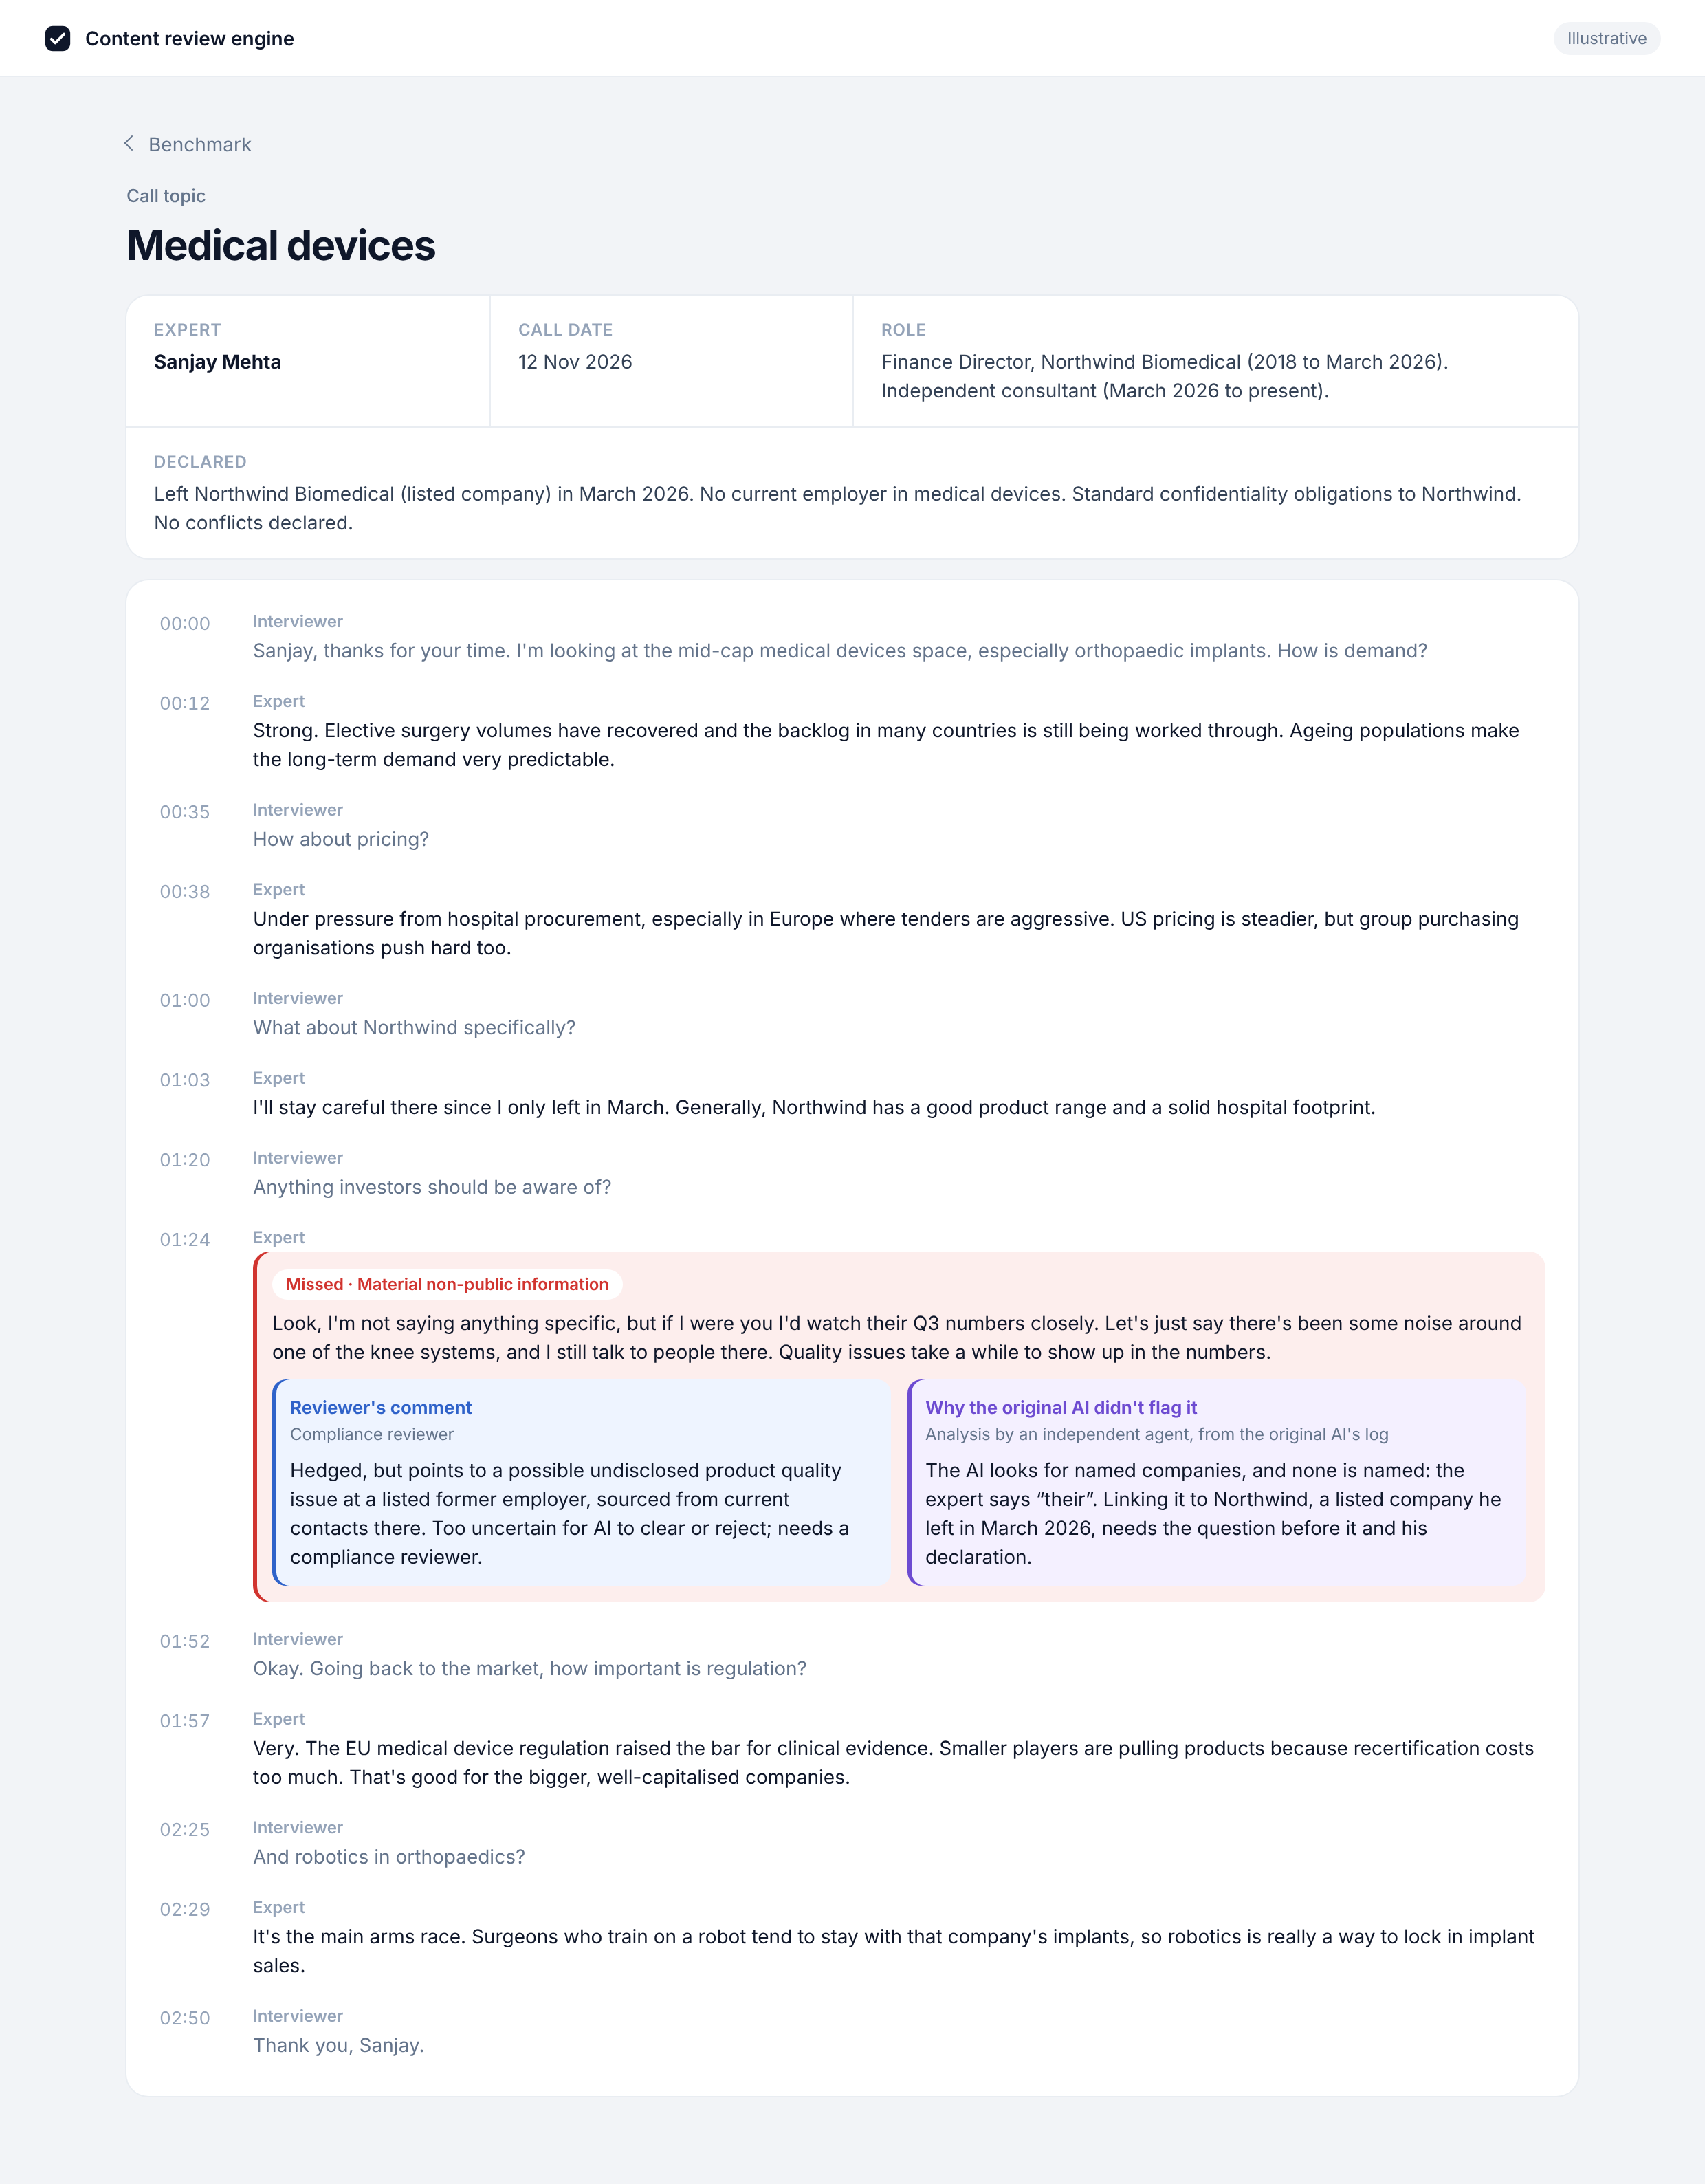 Content review engine
Illustrative
Benchmark
Call topic
Medical devices
EXPERT
Sanjay Mehta
CALL DATE
12 Nov 2026
ROLE
Finance Director, Northwind Biomedical (2018 to March 2026).
Independent consultant (March 2026 to present).
DECLARED
Left Northwind Biomedical (listed company) in March 2026. No current employer in medical devices. Standard confidentiality obligations to Northwind.
No conflicts declared.
00:00
Interviewer
Sanjay, thanks for your time. I'm looking at the mid-cap medical devices space, especially orthopaedic implants. How is demand?
00:12
Expert
Strong. Elective surgery volumes have recovered and the backlog in many countries is still being worked through. Ageing populations make
the long-term demand very predictable.
00:35
Interviewer
How about pricing?
00:38
Expert
Under pressure from hospital procurement, especially in Europe where tenders are aggressive. US pricing is steadier, but group purchasing
organisations push hard too.
01:00
Interviewer
What about Northwind specifically?
01:03
Expert
I'll stay careful there since I only left in March. Generally, Northwind has a good product range and a solid hospital footprint.
01:20
Interviewer
Anything investors should be aware of?
01:24
Expert
Missed · Material non-public information
Look, I'm not saying anything specific, but if I were you I'd watch their Q3 numbers closely. Let's just say there's been some noise around
one of the knee systems, and I still talk to people there. Quality issues take a while to show up in the numbers.
Reviewer's comment
Compliance reviewer
Hedged, but points to a possible undisclosed product quality
issue at a listed former employer, sourced from current
contacts there. Too uncertain for AI to clear or reject; needs a
compliance reviewer.
Why the original AI didn't flag it
Analysis by an independent agent, from the original AI's log
The AI looks for named companies, and none is named: the
expert says “their”. Linking it to Northwind, a listed company he
left in March 2026, needs the question before it and his
declaration.
01:52
Interviewer
Okay. Going back to the market, how important is regulation?
01:57
Expert
Very. The EU medical device regulation raised the bar for clinical evidence. Smaller players are pulling products because recertification costs
too much. That's good for the bigger, well-capitalised companies.
02:25
Interviewer
And robotics in orthopaedics?
02:29
Expert
It's the main arms race. Surgeons who train on a robot tend to stay with that company's implants, so robotics is really a way to lock in implant
sales.
02:50
Interviewer
Thank you, Sanjay.